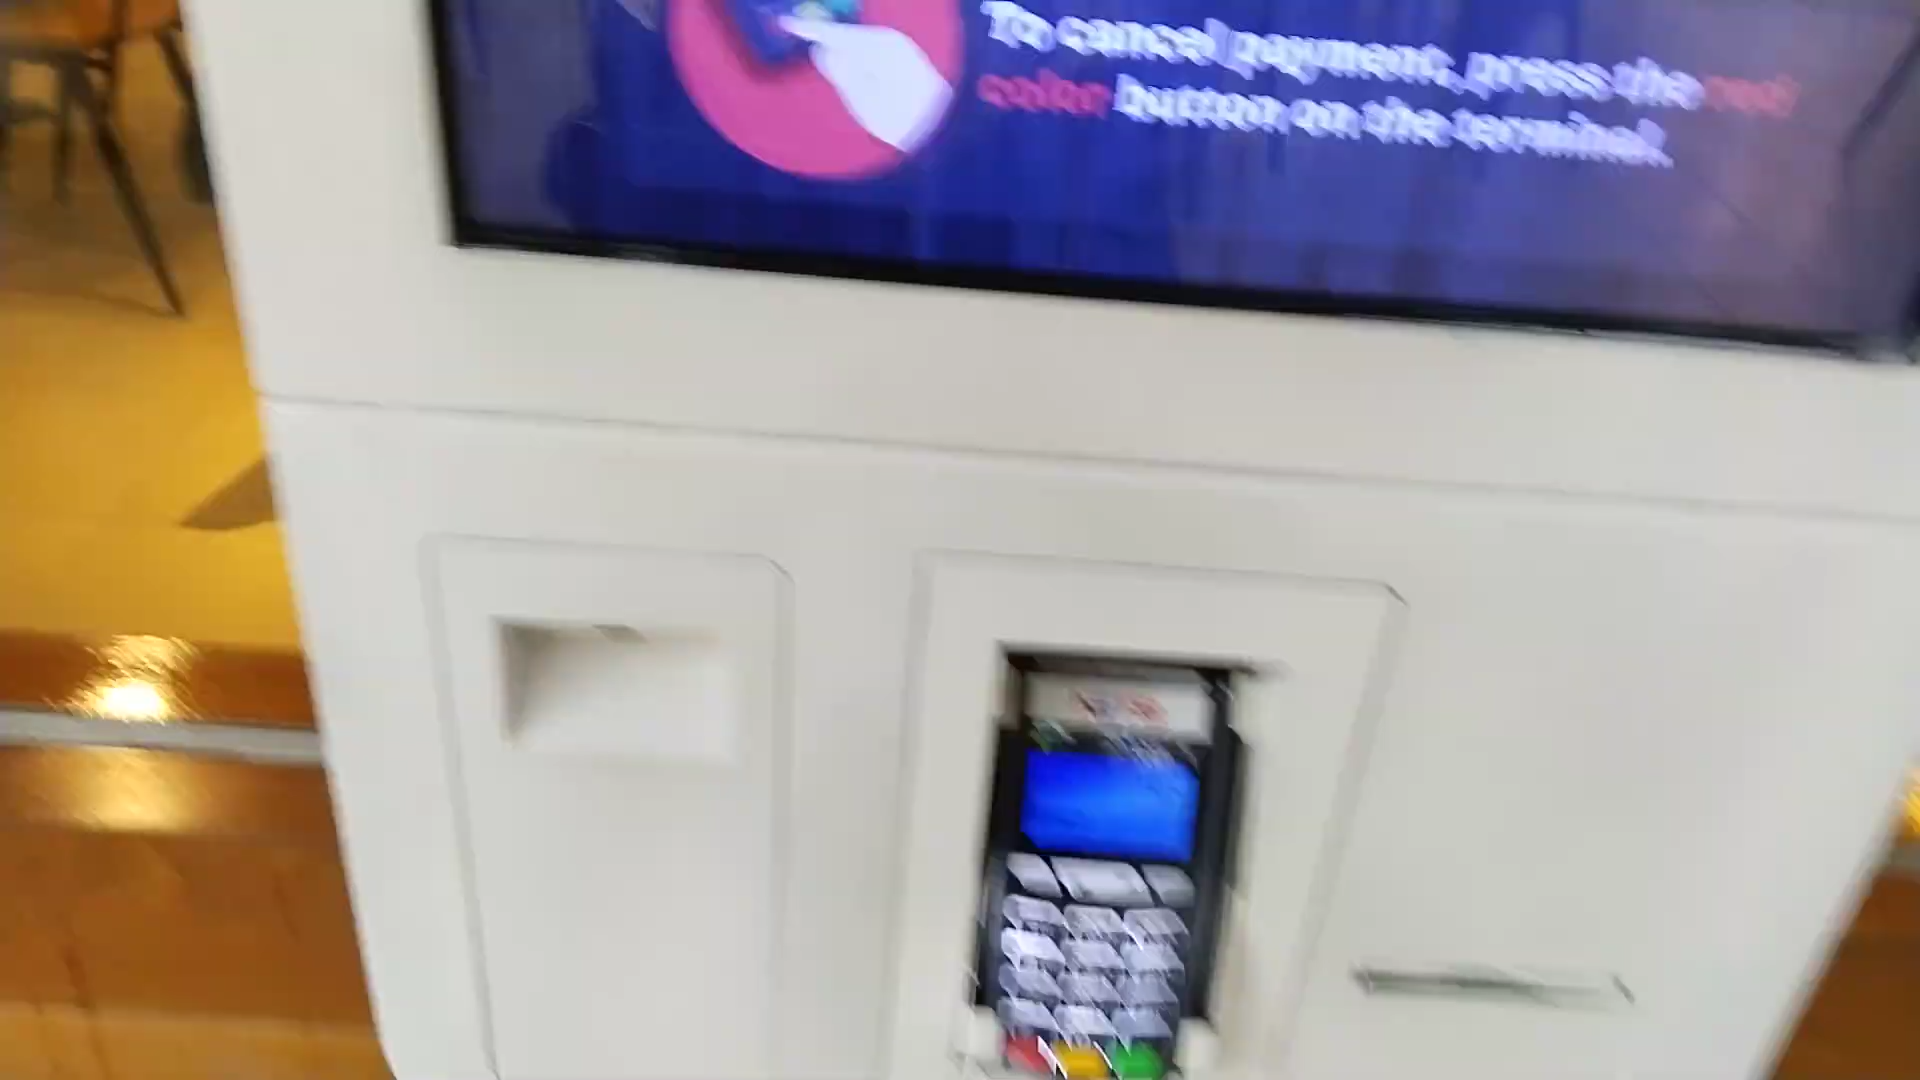 To cancel payment, press the red
color button on the terminal.